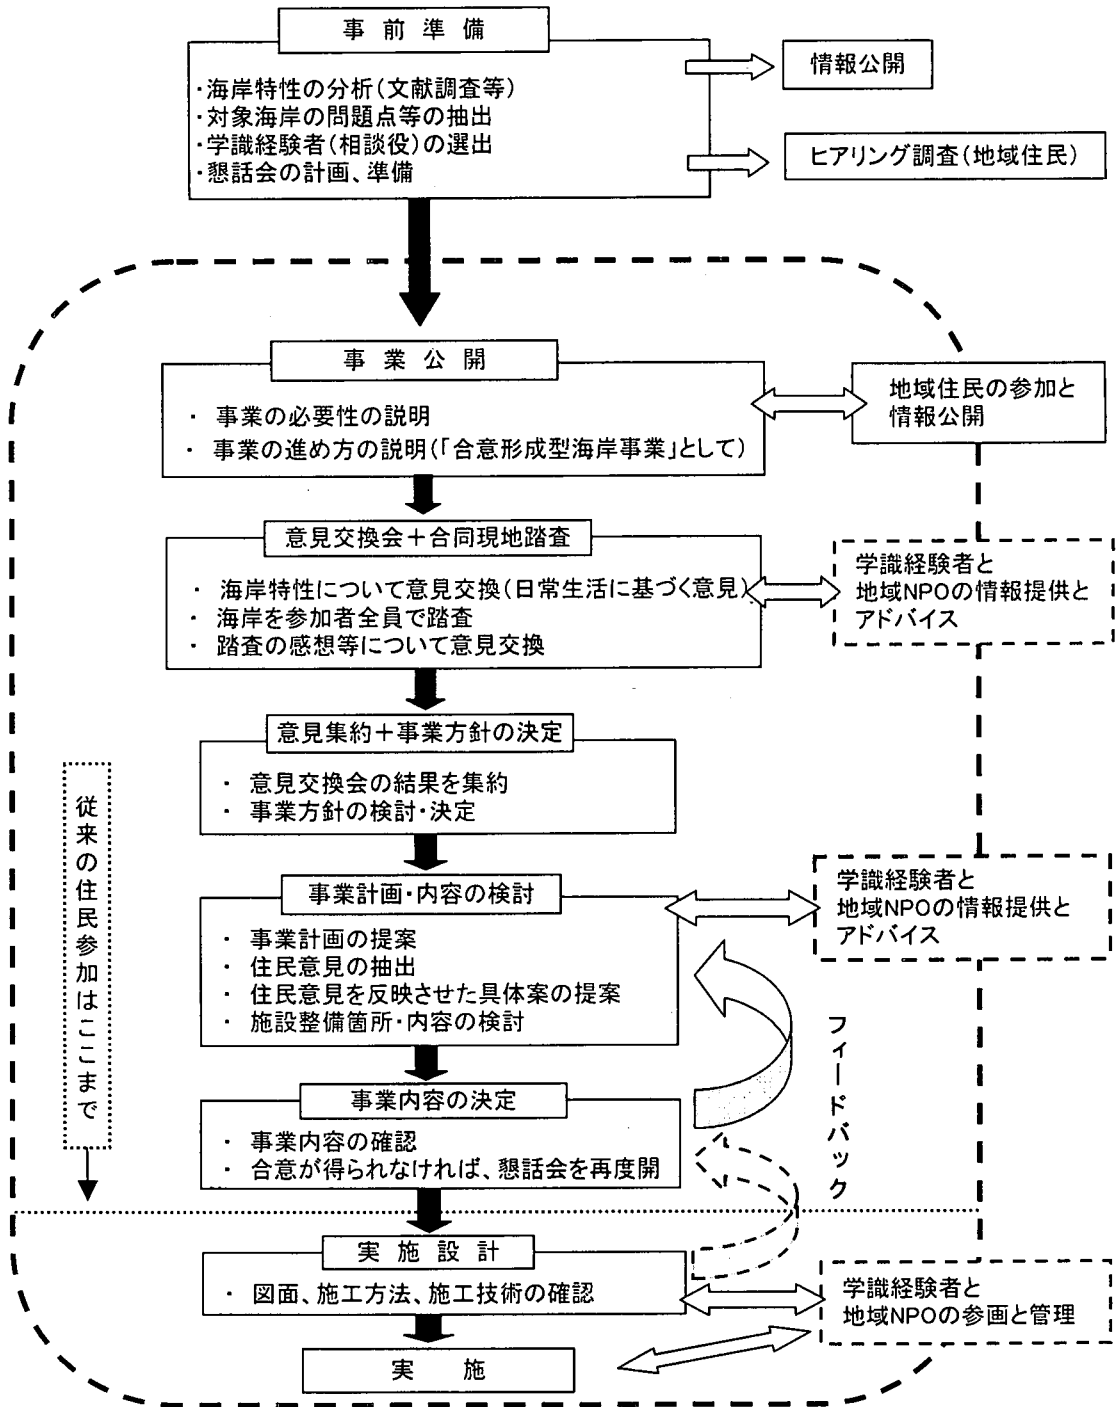 事前準備
・海岸特性の分析(文献調査等)
・対象海岸の問題点等の抽出
・学識経験者(相談役)の選出
・懇話会の計画、準備
情報公開
ヒアリング調査(地域住民)
事業公開
・ 事業の必要性の説明
・ 事業の進め方の説明(「合意形成型海岸事業」として)
地域住民の参加と
情報公開
意見交換会＋合同現地踏査
・ 海岸特性について意見交換(日常生活に基づく意見)
・ 海岸を参加者全員で踏査
・ 踏査の感想等について意見交換
学識経験者と
地域NPOの情報提供と
アドバイス
意見集約＋事業方針の決定
・ 意見交換会の結果を集約
・ 事業方針の検討・決定
従来の住民参加はここまで
事業計画・内容の検討
・ 事業計画の提案
・ 住民意見の抽出
・ 住民意見を反映させた具体案の提案
・ 施設整備箇所・内容の検討
学識経験者と
地域NPOの情報提供と
アドバイス
フィードバック
事業内容の決定
・ 事業内容の確認
・ 合意が得られなければ、懇話会を再度開
実施設計
・ 図面、施工方法、施工技術の確認
学識経験者と
地域NPOの参画と管理
実施